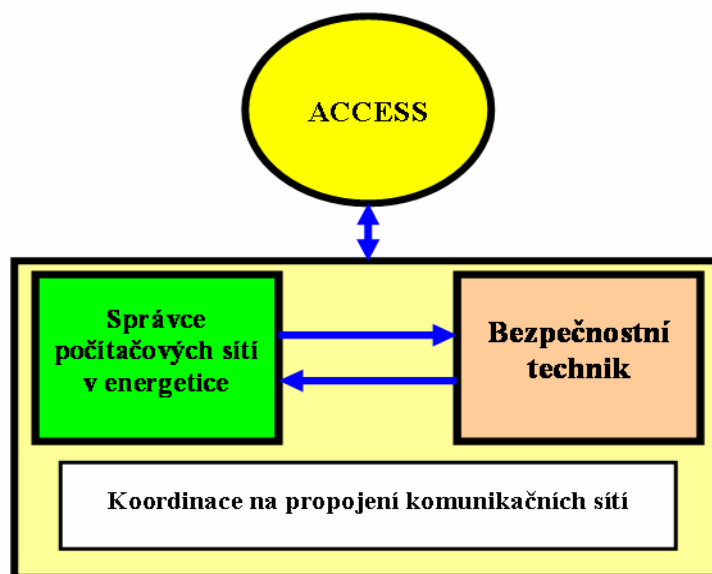 ACCESS
Správce
počítačových sítí
v energetice
Bezpečnostní
technik
Koordinace na propojení komunikačních sítí